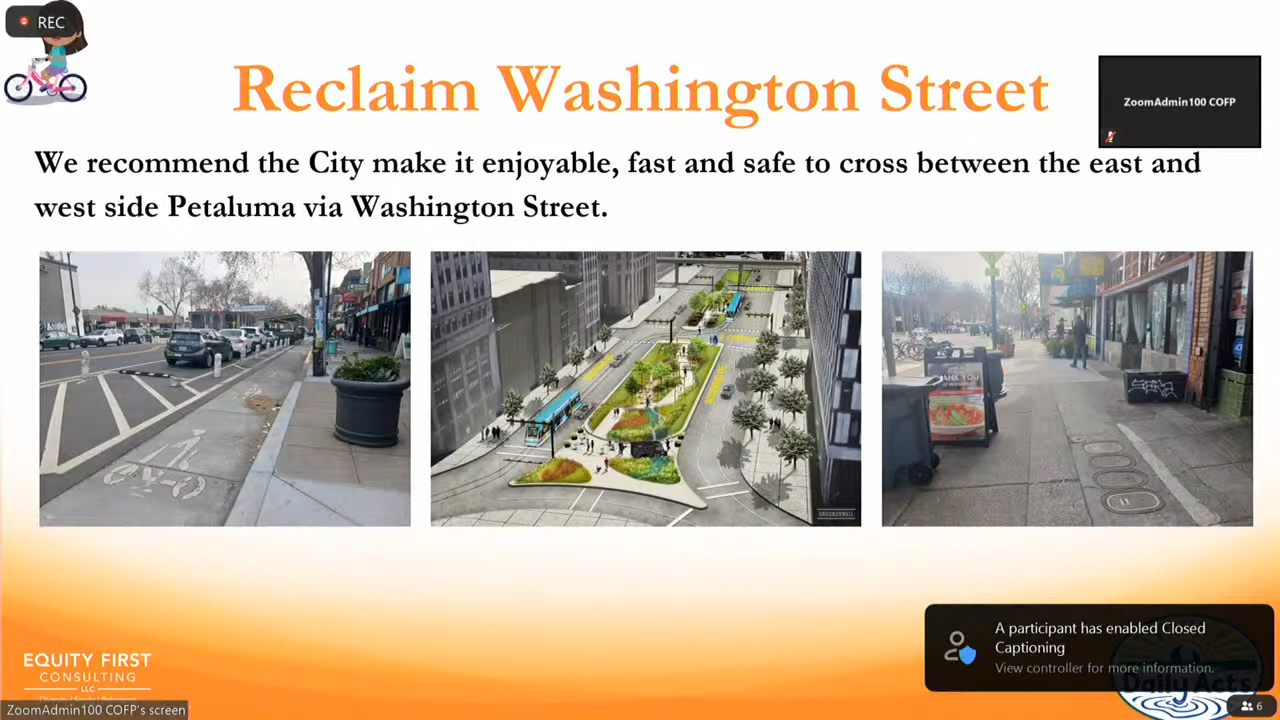 REC
Reclaim Washington Street
ZoomAdmin100 COFP
We recommend the City make it enjoyable, fast and safe to cross between the east and
west side Petaluma via Washington Street.
THANK YOU
A participant has enabled Closed
Captioning
View controller for more information.
EQUITY FIRST
CONSULTING
LLC
Daily Acts
ZoomAdmin100 COFP's screen
6